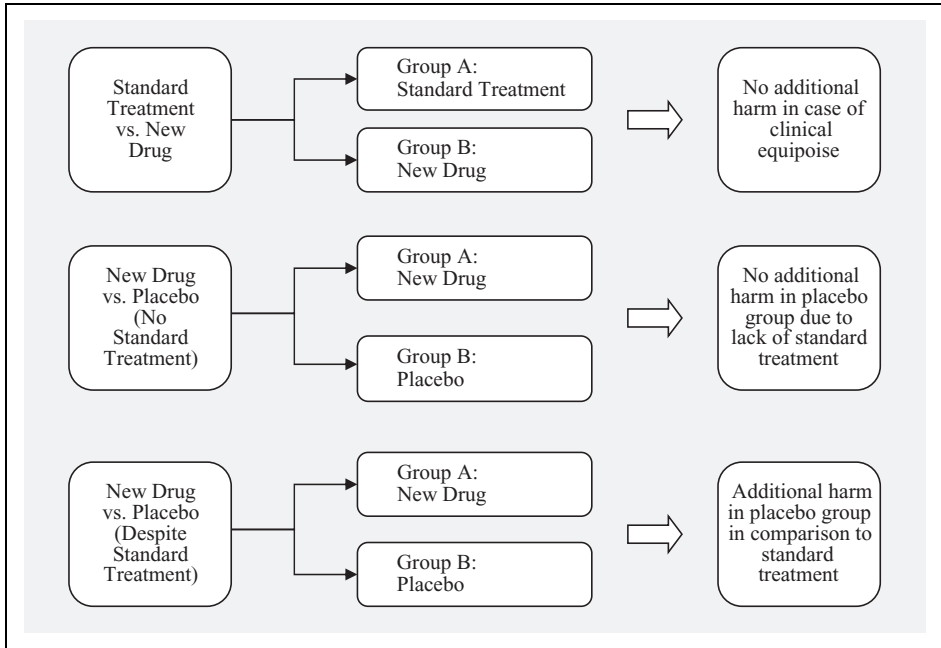 Standard
Treatment
vs. New
Drug
Group A:
Standard Treatment
Group B:
New Drug
No additional
harm in case of
clinical
equipoise
New Drug
vs. Placebo
(No
Standard
Treatment)
Group A:
New Drug
Group B:
Placebo
No additional
harm in placebo
group due to
lack of standard
treatment
New Drug
vs. Placebo
(Despite
Standard
Treatment)
Group A:
New Drug
Group B:
Placebo
Additional harm
in placebo group
in comparison to
standard
treatment